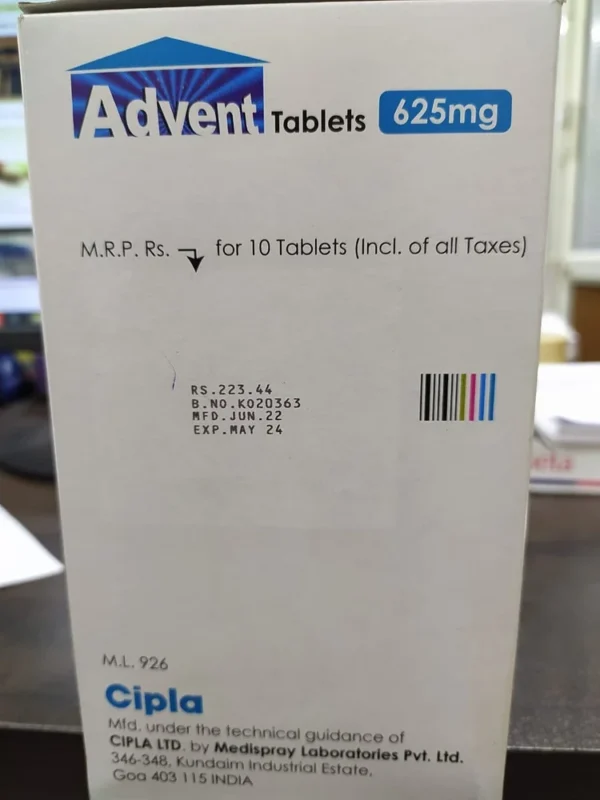 Advent Tablets 625mg
M.R.P. Rs. for 10 Tablets (Incl. of all Taxes)
RS.223.44
B.NO.KO20363
MFD.JUN.22
EXP.MAY 24
M.L. 926
Cipla
Mfd. under the technical guidance of
CIPLA LTD. by Medispray Laboratories Pvt. Ltd.
346-348, Kundaim Industrial Estate,
Goa 403 115 INDIA